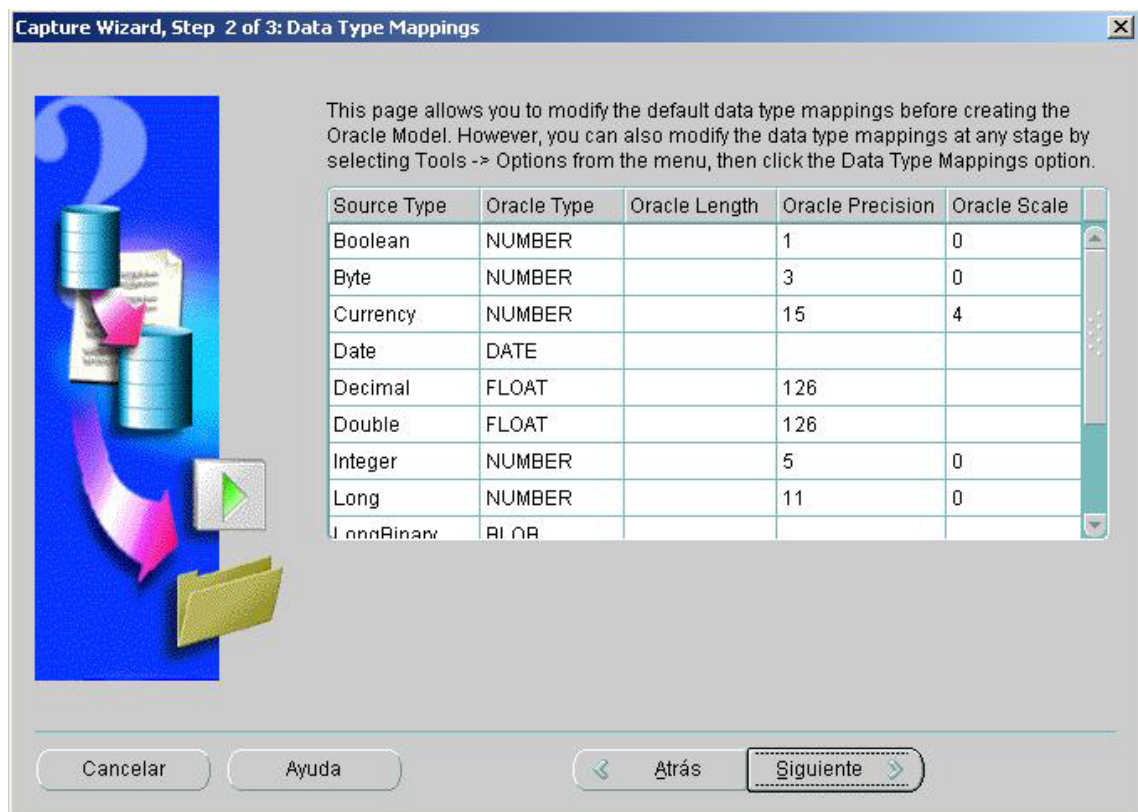 Capture Wizard, Step 2 of 3: Data Type Mappings
This page allows you to modify the default data type mappings before creating the
Oracle Model. However, you can also modify the data type mappings at any stage by
selecting Tools -> Options from the menu, then click the Data Type Mappings option.
Source Type Oracle Type Oracle Length Oracle Precision Oracle Scale
Boolean NUMBER 1 0
Byte NUMBER 3 0
Currency NUMBER 15 4
Date DATE
Decimal FLOAT 126
Double FLOAT 126
Integer NUMBER 5 0
Long NUMBER 11 0
LongBinary BLOB
Cancelar Ayuda Atrás Siguiente